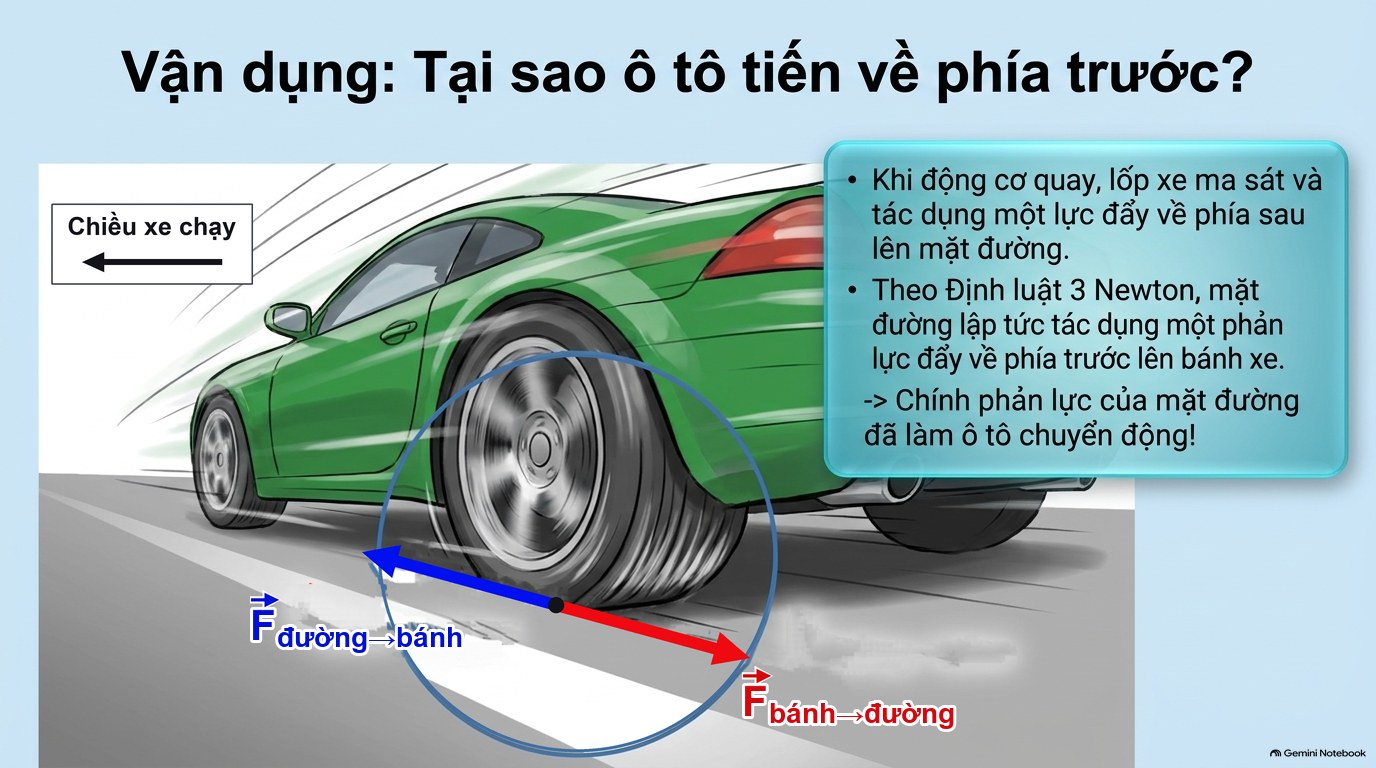 Vận dụng: Tại sao ô tô tiến về phía trước?
Chiều xe chạy
• Khi động cơ quay, lốp xe ma sát và
tác dụng một lực đẩy về phía sau
lên mặt đường.
• Theo Định luật 3 Newton, mặt
đường lập tức tác dụng một phản
lực đẩy về phía trước lên bánh xe.
-> Chính phản lực của mặt đường
đã làm ô tô chuyển động!
F⃗ đường→bánh
F⃗ bánh→đường
Gemini Notebook